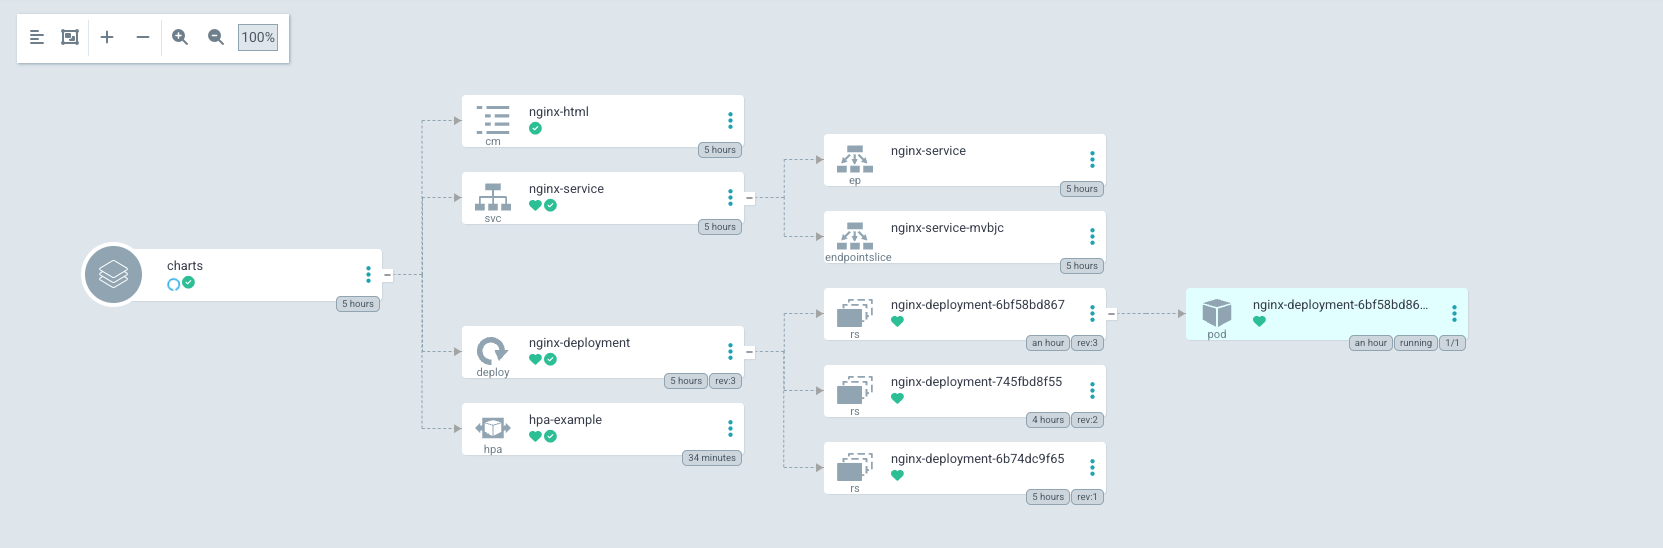 100%
charts
5 hours
nginx-html
cm
5 hours
nginx-service
svc
5 hours
nginx-deployment
deploy
5 hours rev:3
hpa-example
hpa
34 minutes
nginx-service
ep
5 hours
nginx-service-mvbjc
endpointslice
5 hours
nginx-deployment-6bf58bd867
rs
an hour rev:3
nginx-deployment-745fbd8f55
rs
4 hours rev:2
nginx-deployment-6b74dc9f65
rs
5 hours rev:1
nginx-deployment-6bf58bd86...
pod
an hour running 1/1